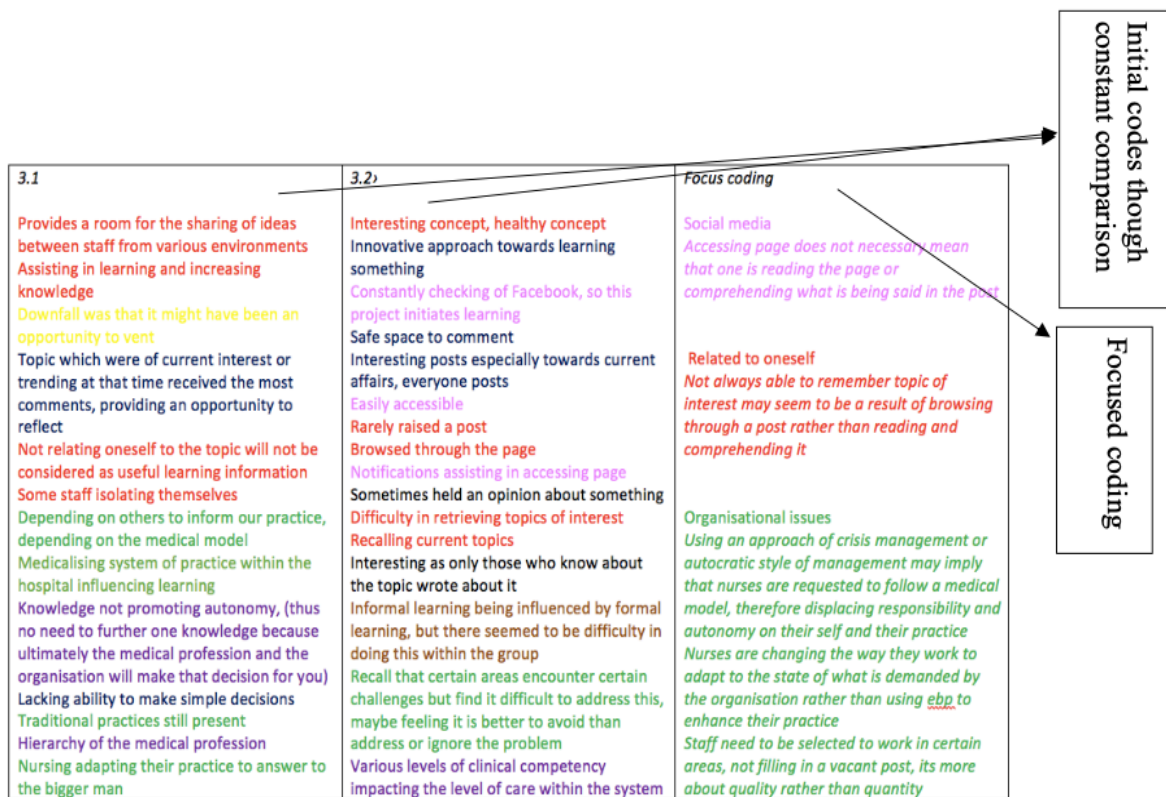 Initial codes though
constant comparison
Focused coding
3.1
Provides a room for the sharing of ideas
between staff from various environments
Assisting in learning and increasing
knowledge
Downfall was that it might have been an
opportunity to vent
Topic which were of current interest or
trending at that time received the most
comments, providing an opportunity to
reflect
Not relating oneself to the topic will not be
considered as useful learning information
Some staff isolating themselves
Depending on others to inform our practice,
depending on the medical model
Medicalising system of practice within the
hospital influencing learning
Knowledge not promoting autonomy, (thus
no need to further one knowledge because
ultimately the medical profession and the
organisation will make that decision for you)
Lacking ability to make simple decisions
Traditional practices still present
Hierarchy of the medical profession
Nursing adapting their practice to answer to
the bigger man
3.2›
Interesting concept, healthy concept
Innovative approach towards learning
something
Constantly checking of Facebook, so this
project initiates learning
Safe space to comment
Interesting posts especially towards current
affairs, everyone posts
Easily accessible
Rarely raised a post
Browsed through the page
Notifications assisting in accessing page
Sometimes held an opinion about something
Difficulty in retrieving topics of interest
Recalling current topics
Interesting as only those who know about
the topic wrote about it
Informal learning being influenced by formal
learning, but there seemed to be difficulty in
doing this within the group
Recall that certain areas encounter certain
challenges but find it difficult to address this,
maybe feeling it is better to avoid than
address or ignore the problem
Various levels of clinical competency
impacting the level of care within the system
Focus coding
Social media
Accessing page does not necessary mean
that one is reading the page or
comprehending what is being said in the post
Related to oneself
Not always able to remember topic of
interest may seem to be a result of browsing
through a post rather than reading and
comprehending it
Organisational issues
Using an approach of crisis management or
autocratic style of management may imply
that nurses are requested to follow a medical
model, therefore displacing responsibility and
autonomy on their self and their practice
Nurses are changing the way they work to
adapt to the state of what is demanded by
the organisation rather than using ebp to
enhance their practice
Staff need to be selected to work in certain
areas, not filling in a vacant post, its more
about quality rather than quantity